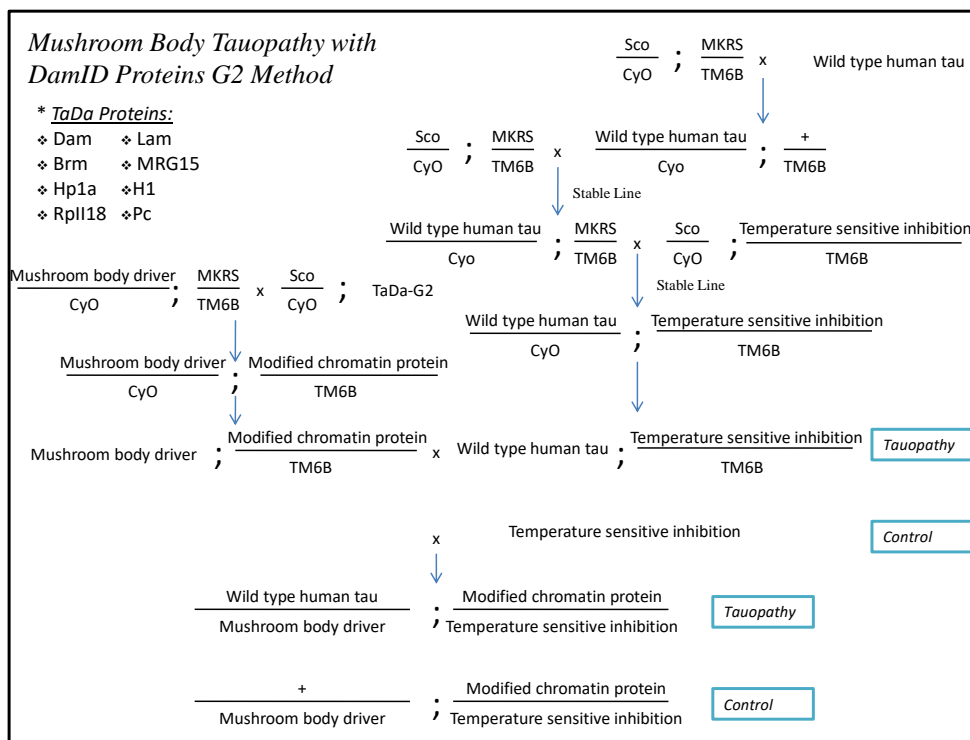 Mushroom Body Tauopathy with
DamID Proteins G2 Method
* TaDa Proteins:
❖ Dam ❖ Lam
❖ Brm ❖ MRG15
❖ Hp1a ❖ H1
❖ RpII18 ❖ Pc
Sco ; MKRS x Wild type human tau
CyO TM6B
Sco ; MKRS x Wild type human tau ; +
CyO TM6B Cyo TM6B
Stable Line
Wild type human tau ; MKRS x Sco ; Temperature sensitive inhibition
Cyo TM6B CyO TM6B
Stable Line
Mushroom body driver ; MKRS x Sco ; TaDa-G2
CyO TM6B CyO
Wild type human tau ; Temperature sensitive inhibition
CyO TM6B
Mushroom body driver ; Modified chromatin protein
CyO TM6B
Mushroom body driver ; Modified chromatin protein x Wild type human tau ; Temperature sensitive inhibition Tauopathy
TM6B TM6B
x Temperature sensitive inhibition Control
Wild type human tau ; Modified chromatin protein Tauopathy
Mushroom body driver Temperature sensitive inhibition
+ ; Modified chromatin protein Control
Mushroom body driver Temperature sensitive inhibition